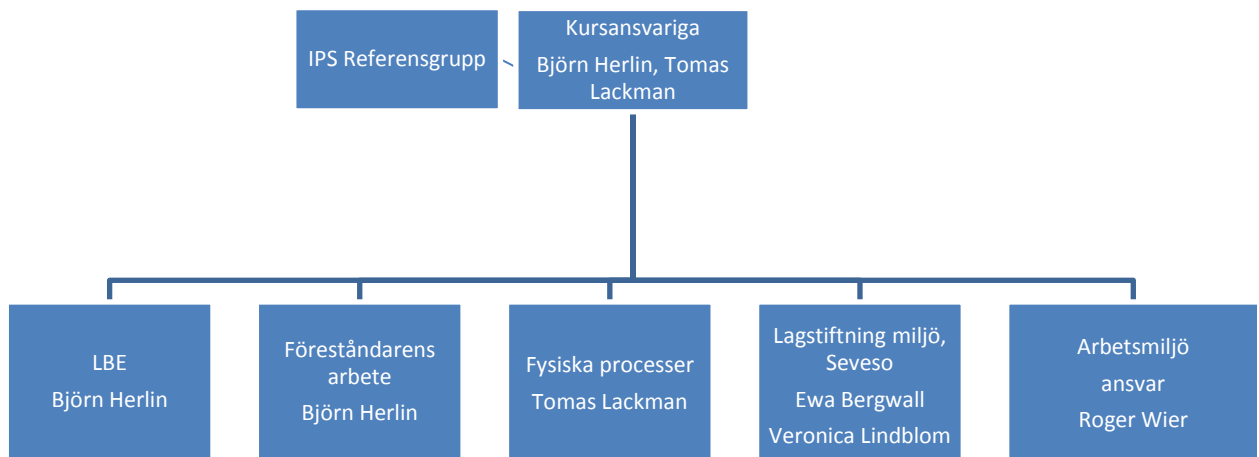 IPS Referensgrupp
Kursansvariga
Björn Herlin, Tomas
Lackman
LBE
Björn Herlin
Föreståndarens
arbete
Björn Herlin
Fysiska processer
Tomas Lackman
Lagstiftning miljö,
Seveso
Ewa Bergwall
Veronica Lindblom
Arbetsmiljö
ansvar
Roger Wier